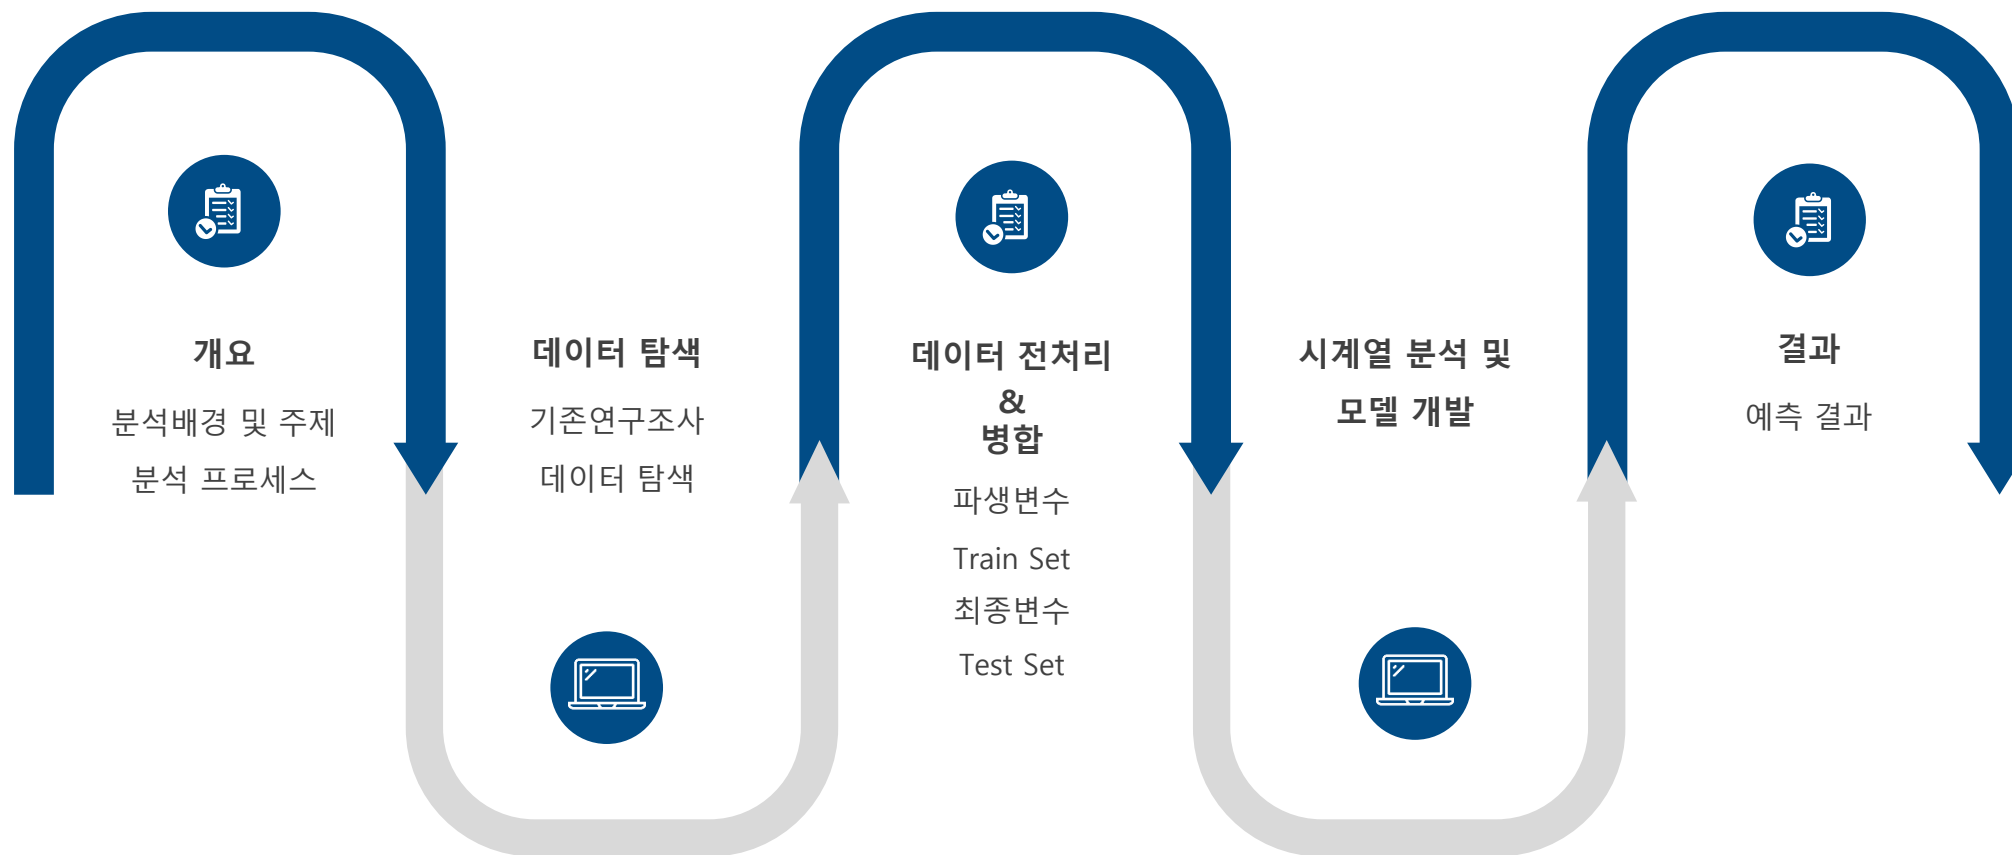 개요
분석배경 및 주제
분석 프로세스
데이터 탐색
기존연구조사
데이터 탐색
데이터 전처리
&
병합
파생변수
Train Set
최종변수
Test Set
시계열 분석 및
모델 개발
결과
예측 결과